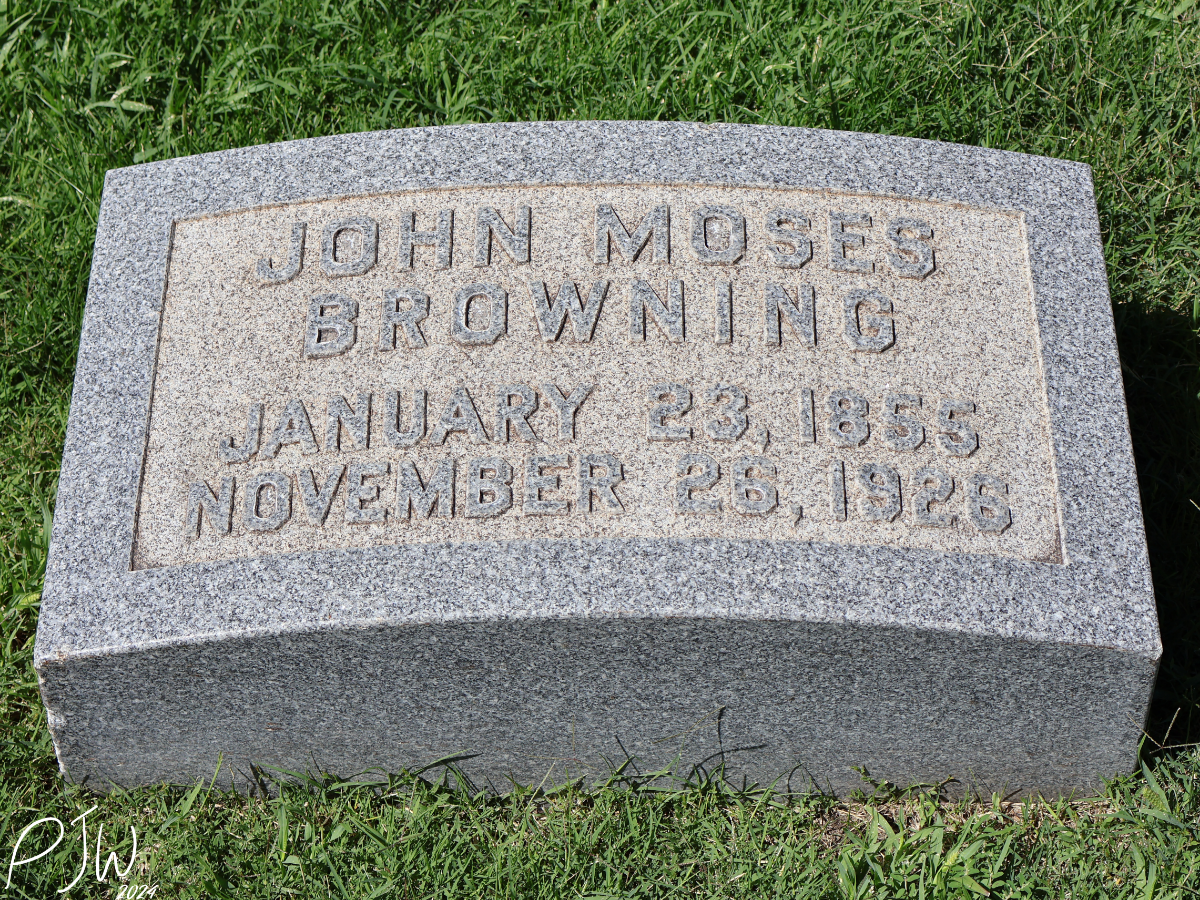 JOHN MOSES
BROWNING
JANUARY 23, 1855
NOVEMBER 26, 1926
PJW
2024